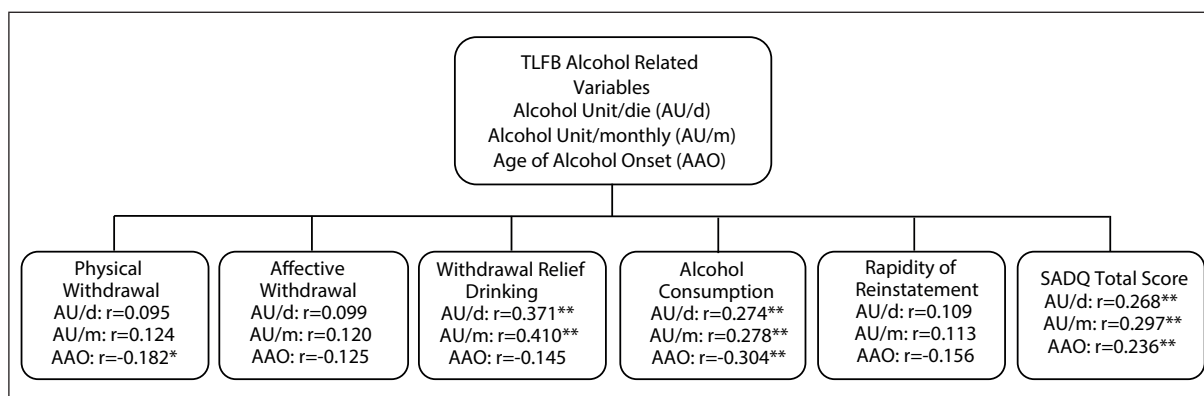 TLFB Alcohol Related
Variables
Alcohol Unit/die (AU/d)
Alcohol Unit/monthly (AU/m)
Age of Alcohol Onset (AAO)
Physical
Withdrawal
AU/d: r=0.095
AU/m: r=0.124
AAO: r=-0.182*
Affective
Withdrawal
AU/d: r=0.099
AU/m: r=0.120
AAO: r=-0.125
Withdrawal Relief
Drinking
AU/d: r=0.371**
AU/m: r=0.410**
AAO: r=-0.145
Alcohol
Consumption
AU/d: r=0.274**
AU/m: r=0.278**
AAO: r=-0.304**
Rapidity of
Reinstatement
AU/d: r=0.109
AU/m: r=0.113
AAO: r=-0.156
SADQ Total Score
AU/d: r=0.268**
AU/m: r=0.297**
AAO: r=0.236**